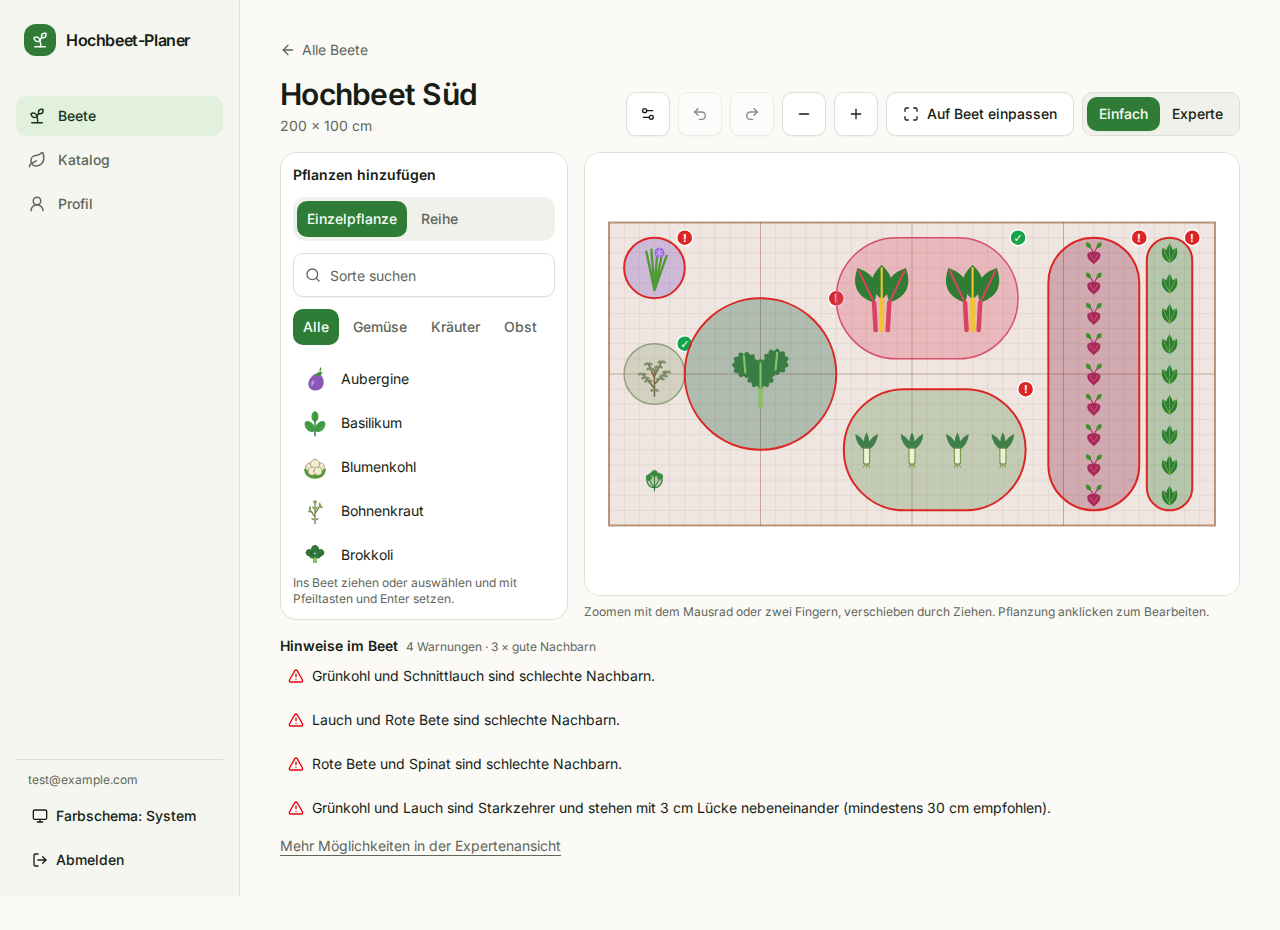 Hochbeet-Planer
Beete
Katalog
Profil
test@example.com
Farbschema: System
Abmelden
Alle Beete
Hochbeet Süd
200 × 100 cm
Auf Beet einpassen
Einfach
Experte
Pflanzen hinzufügen
Einzelpflanze
Reihe
Sorte suchen
Alle
Gemüse
Kräuter
Obst
Aubergine
Basilikum
Blumenkohl
Bohnenkraut
Brokkoli
Ins Beet ziehen oder auswählen und mit
Pfeiltasten und Enter setzen.
Zoomen mit dem Mausrad oder zwei Fingern, verschieben durch Ziehen. Pflanzung anklicken zum Bearbeiten.
Hinweise im Beet 4 Warnungen · 3 × gute Nachbarn
Grünkohl und Schnittlauch sind schlechte Nachbarn.
Lauch und Rote Bete sind schlechte Nachbarn.
Rote Bete und Spinat sind schlechte Nachbarn.
Grünkohl und Lauch sind Starkzehrer und stehen mit 3 cm Lücke nebeneinander (mindestens 30 cm empfohlen).
Mehr Möglichkeiten in der Expertenansicht